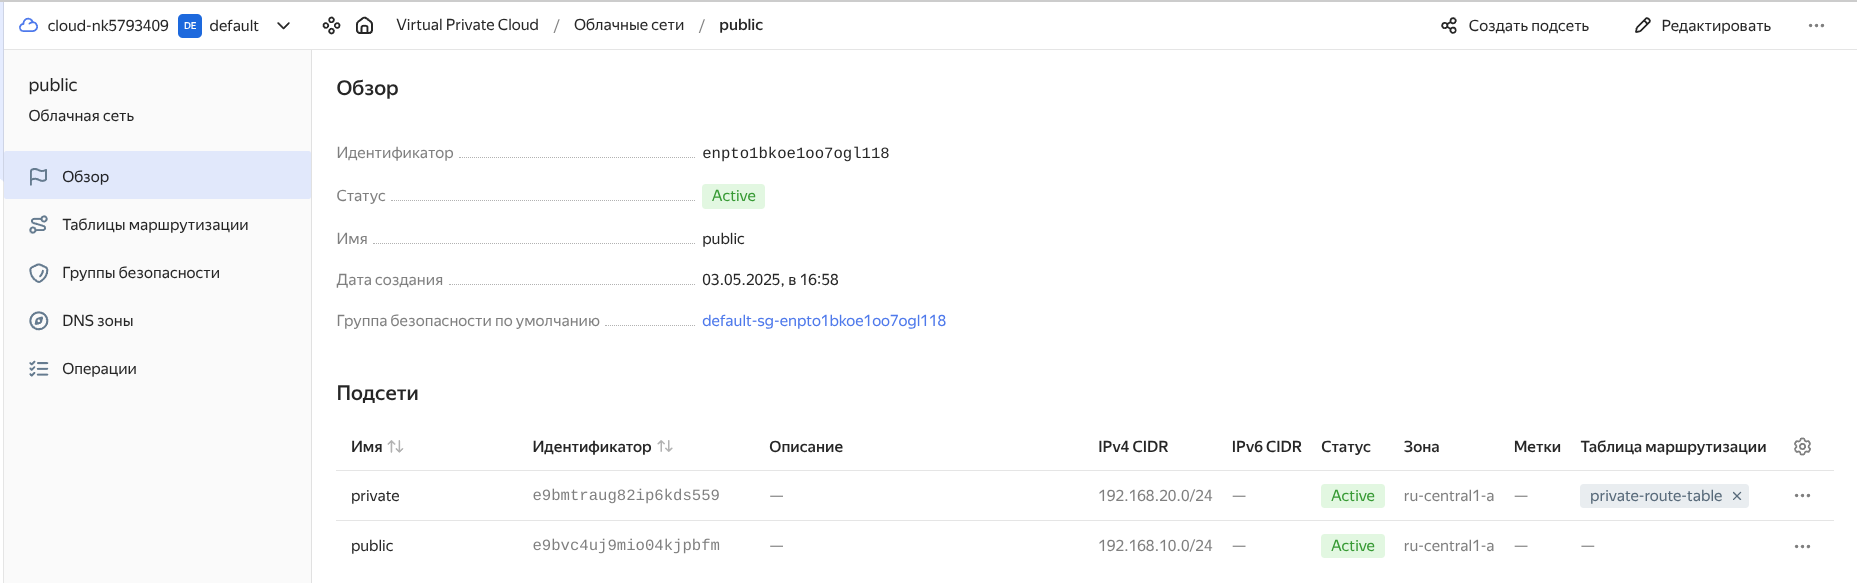 cloud-nk5793409 DE default Virtual Private Cloud / Облачные сети / public Создать подсеть Редактировать
public
Облачная сеть
Обзор
Таблицы маршрутизации
Группы безопасности
DNS зоны
Операции
Обзор
Идентификатор enpto1bkoe1oo7ogl118
Статус Active
Имя public
Дата создания 03.05.2025, в 16:58
Группа безопасности по умолчанию default-sg-enpto1bkoe1oo7ogl118
Подсети
Имя Идентификатор Описание IPv4 CIDR IPv6 CIDR Статус Зона Метки Таблица маршрутизации
private e9bmtraug82ip6kds559 — 192.168.20.0/24 — Active ru-central1-a — private-route-table ×
public e9bvc4uj9mio04kjpbfm — 192.168.10.0/24 — Active ru-central1-a — —